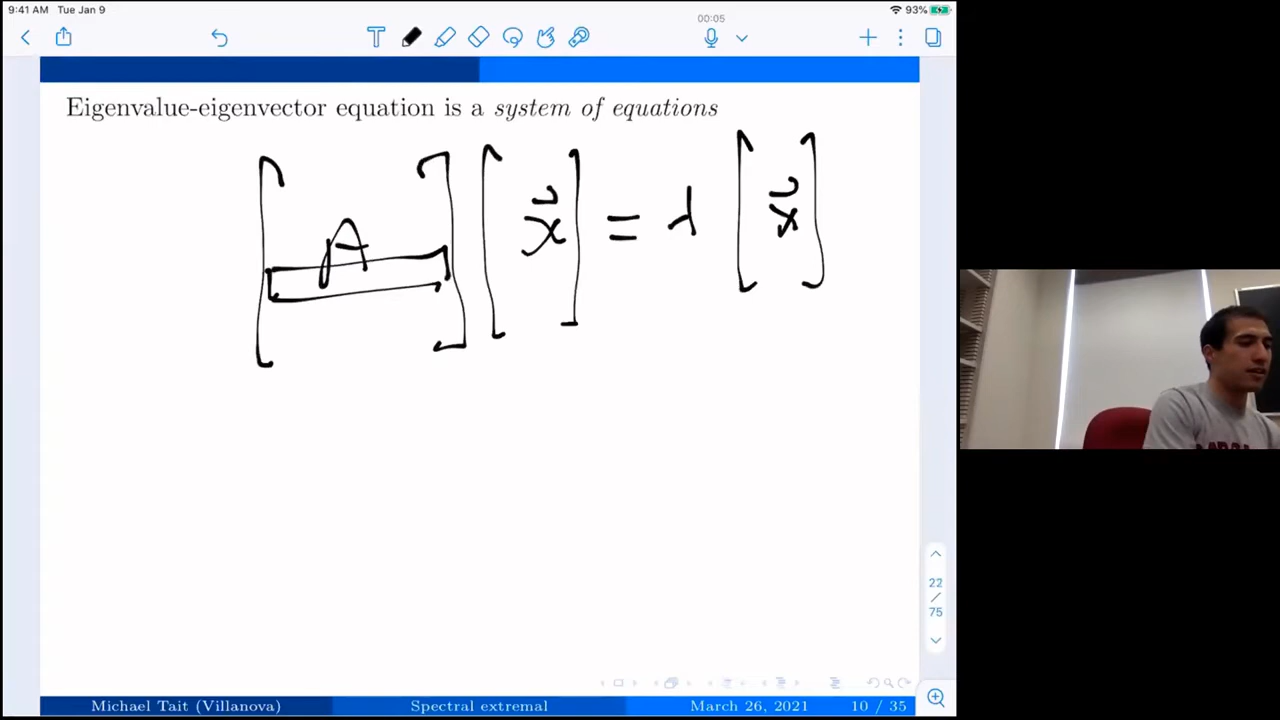 9:41 AM Tue Jan 9
93%
00:05
T
Eigenvalue-eigenvector equation is a system of equations
[ A ] [ x⃗ ] = λ [ x⃗ ]
22
/
75
Michael Tait (Villanova) Spectral extremal March 26, 2021 10 / 35